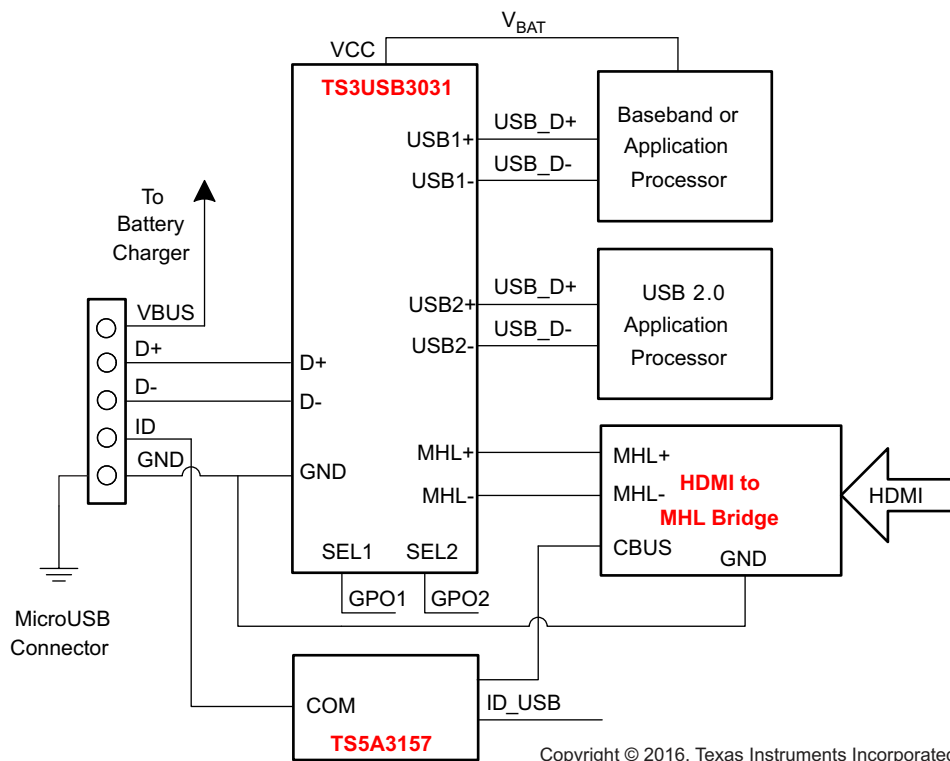 V_BAT
VCC
TS3USB3031
Baseband or
Application
Processor
USB1+
USB_D+
USB1-
USB_D-
To
Battery
Charger
USB2+
USB_D+
USB2-
USB_D-
USB 2.0
Application
Processor
VBUS
D+
D-
ID
GND
D+
D-
GND
MHL+
MHL-
MHL+
MHL-
HDMI to
MHL Bridge
CBUS
GND
HDMI
SEL1
SEL2
GPO1
GPO2
MicroUSB
Connector
COM
ID_USB
TS5A3157
Copyright © 2016, Texas Instruments Incorporated